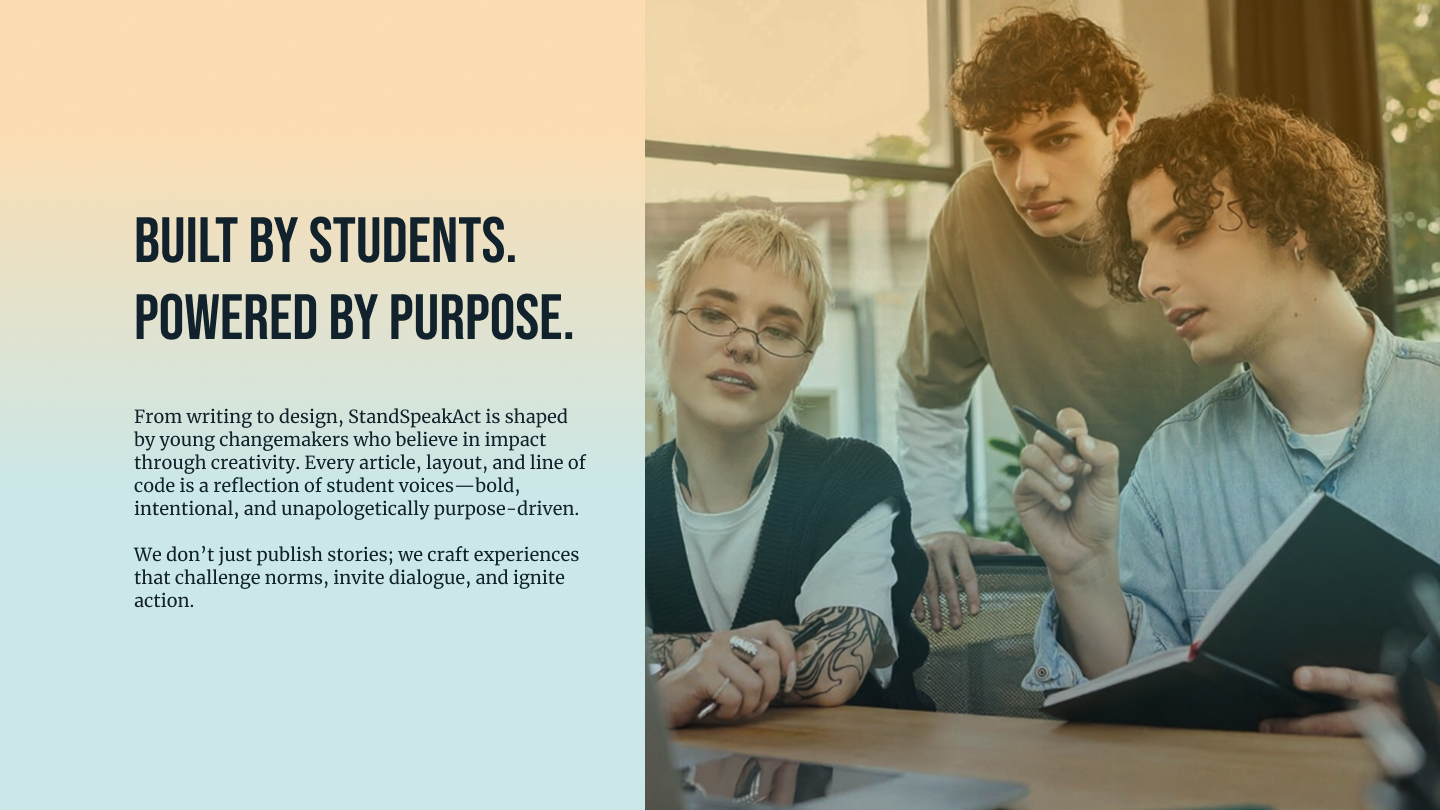 BUILT BY STUDENTS.
POWERED BY PURPOSE.
From writing to design, StandSpeakAct is shaped
by young changemakers who believe in impact
through creativity. Every article, layout, and line of
code is a reflection of student voices—bold,
intentional, and unapologetically purpose-driven.
We don’t just publish stories; we craft experiences
that challenge norms, invite dialogue, and ignite
action.